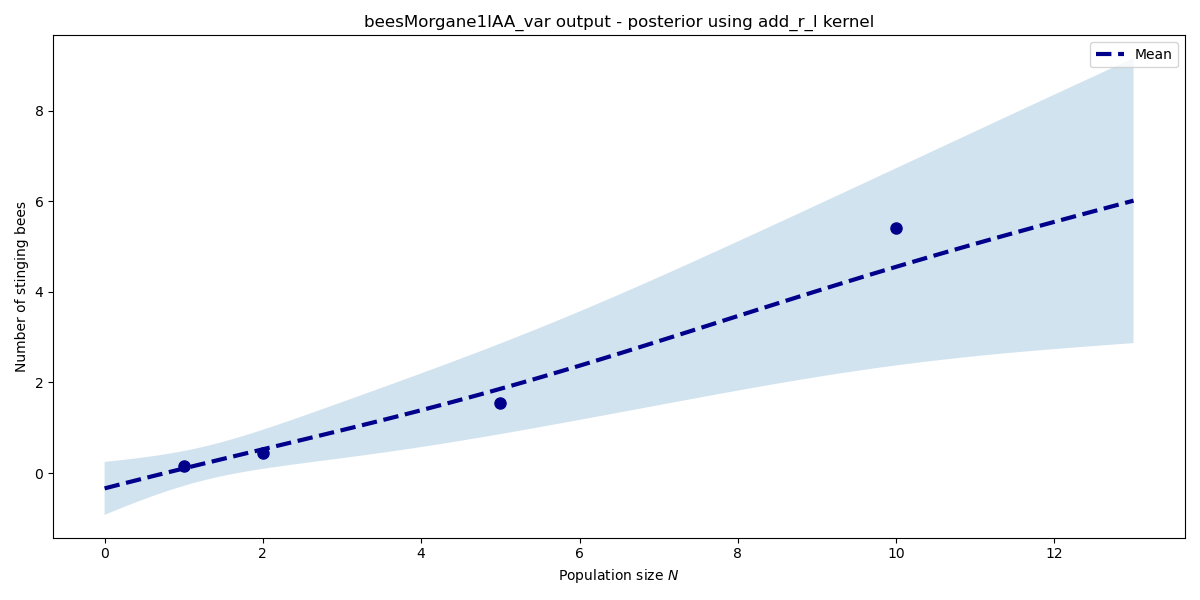 beesMorgane1IAA_var output - posterior using add_r_l kernel
Mean
Number of stinging bees
8
6
4
2
0
0 2 4 6 8 10 12
Population size N